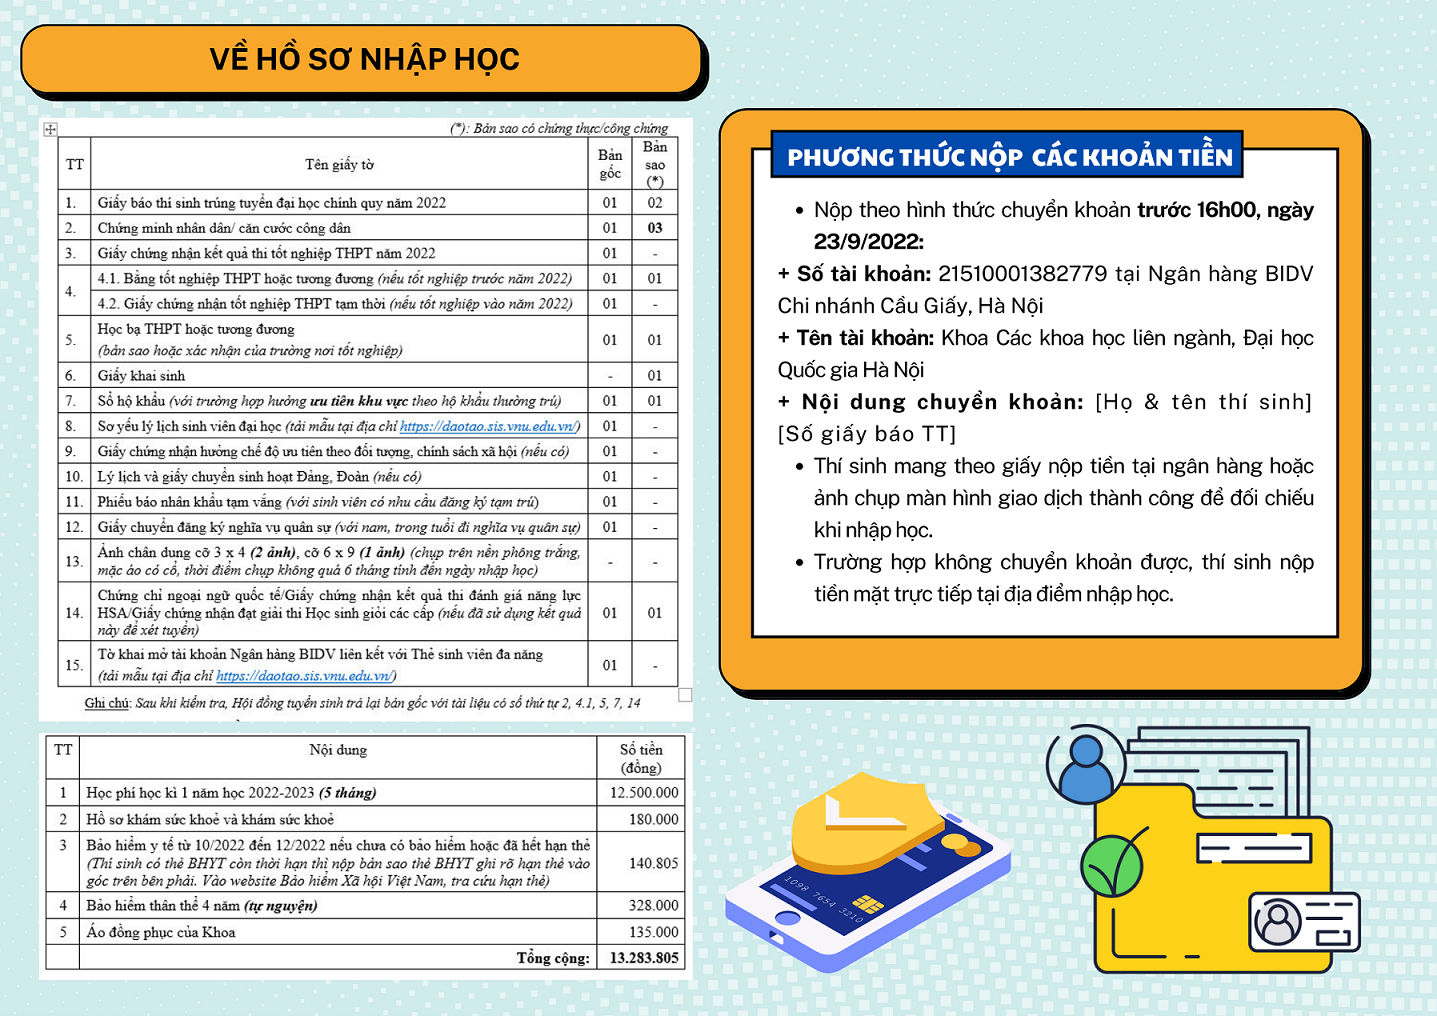 VỀ HỒ SƠ NHẬP HỌC
(*): Bản sao có chứng thực/công chứng
TT Tên giấy tờ Bản gốc Bản sao (*)
1. Giấy báo thí sinh trúng tuyển đại học chính quy năm 2022 01 02
2. Chứng minh nhân dân/ căn cước công dân 01 03
3. Giấy chứng nhận kết quả thi tốt nghiệp THPT năm 2022 01 -
4. 4.1. Bằng tốt nghiệp THPT hoặc tương đương (nếu tốt nghiệp trước năm 2022) 01 01
4.2. Giấy chứng nhận tốt nghiệp THPT tạm thời (nếu tốt nghiệp vào năm 2022) 01 -
5. Học bạ THPT hoặc tương đương
(bản sao hoặc xác nhận của trường nơi tốt nghiệp) 01 01
6. Giấy khai sinh - 01
7. Sổ hộ khẩu (với trường hợp hưởng ưu tiên khu vực theo hộ khẩu thường trú) 01 01
8. Sơ yếu lý lịch sinh viên đại học (tải mẫu tại địa chỉ https://daotao.sis.vnu.edu.vn/) 01 -
9. Giấy chứng nhận hưởng chế độ ưu tiên theo đối tượng, chính sách xã hội (nếu có) 01 -
10. Lý lịch và giấy chuyển sinh hoạt Đảng, Đoàn (nếu có) 01 -
11. Phiếu báo nhân khẩu tạm vắng (với sinh viên có nhu cầu đăng ký tạm trú) 01 -
12. Giấy chuyển đăng ký nghĩa vụ quân sự (với nam, trong tuổi đi nghĩa vụ quân sự) 01 -
13. Ảnh chân dung cỡ 3 x 4 (2 ảnh), cỡ 6 x 9 (1 ảnh) (chụp trên nền phông trắng,
mặc áo có cổ, thời điểm chụp không quá 6 tháng tính đến ngày nhập học) - -
14. Chứng chỉ ngoại ngữ quốc tế/Giấy chứng nhận kết quả thi đánh giá năng lực
HSA/Giấy chứng nhận đạt giải thi Học sinh giỏi các cấp (nếu đã sử dụng kết quả
này để xét tuyển) 01 01
15. Tờ khai mở tài khoản Ngân hàng BIDV liên kết với Thẻ sinh viên đa năng
(tải mẫu tại địa chỉ https://daotao.sis.vnu.edu.vn/) 01 -
Ghi chú: Sau khi kiểm tra, Hội đồng tuyển sinh trả lại bản gốc với tài liệu có số thứ tự 2, 4.1, 5, 7, 14
TT Nội dung Số tiền
(đồng)
1 Học phí học kì 1 năm học 2022-2023 (5 tháng) 12.500.000
2 Hồ sơ khám sức khoẻ và khám sức khoẻ 180.000
3 Bảo hiểm y tế từ 10/2022 đến 12/2022 nếu chưa có bảo hiểm hoặc đã hết hạn thẻ
(Thí sinh có thẻ BHYT còn thời hạn thì nộp bản sao thẻ BHYT ghi rõ hạn thẻ vào
góc trên bên phải. Vào website Bảo hiểm Xã hội Việt Nam, tra cứu hạn thẻ) 140.805
4 Bảo hiểm thân thể 4 năm (tự nguyện) 328.000
5 Áo đồng phục của Khoa 135.000
Tổng cộng: 13.283.805
PHƯƠNG THỨC NỘP CÁC KHOẢN TIỀN
• Nộp theo hình thức chuyển khoản trước 16h00, ngày
23/9/2022:
+ Số tài khoản: 21510001382779 tại Ngân hàng BIDV
Chi nhánh Cầu Giấy, Hà Nội
+ Tên tài khoản: Khoa Các khoa học liên ngành, Đại học
Quốc gia Hà Nội
+ Nội dung chuyển khoản: [Họ & tên thí sinh]
[Số giấy báo TT]
• Thí sinh mang theo giấy nộp tiền tại ngân hàng hoặc
ảnh chụp màn hình giao dịch thành công để đối chiếu
khi nhập học.
• Trường hợp không chuyển khoản được, thí sinh nộp
tiền mặt trực tiếp tại địa điểm nhập học.
1098 7654 3210